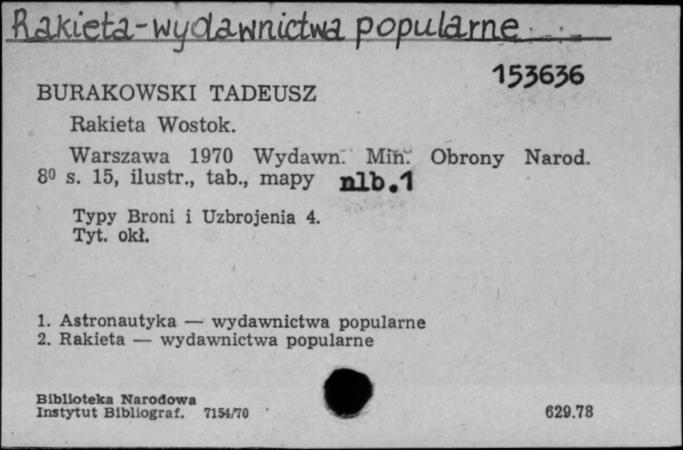 Rakieta-wydawnictwa popularne
153636
BURAKOWSKI TADEUSZ
Rakieta Wostok.
Warszawa 1970 Wydawn. Min. Obrony Narod.
8⁰ s. 15, ilustr., tab., mapy nlb.1
Typy Broni i Uzbrojenia 4.
Tyt. okł.
1. Astronautyka — wydawnictwa popularne
2. Rakieta — wydawnictwa popularne
Biblioteka Narodowa
Instytut Bibliograf. 7154/70 629.78